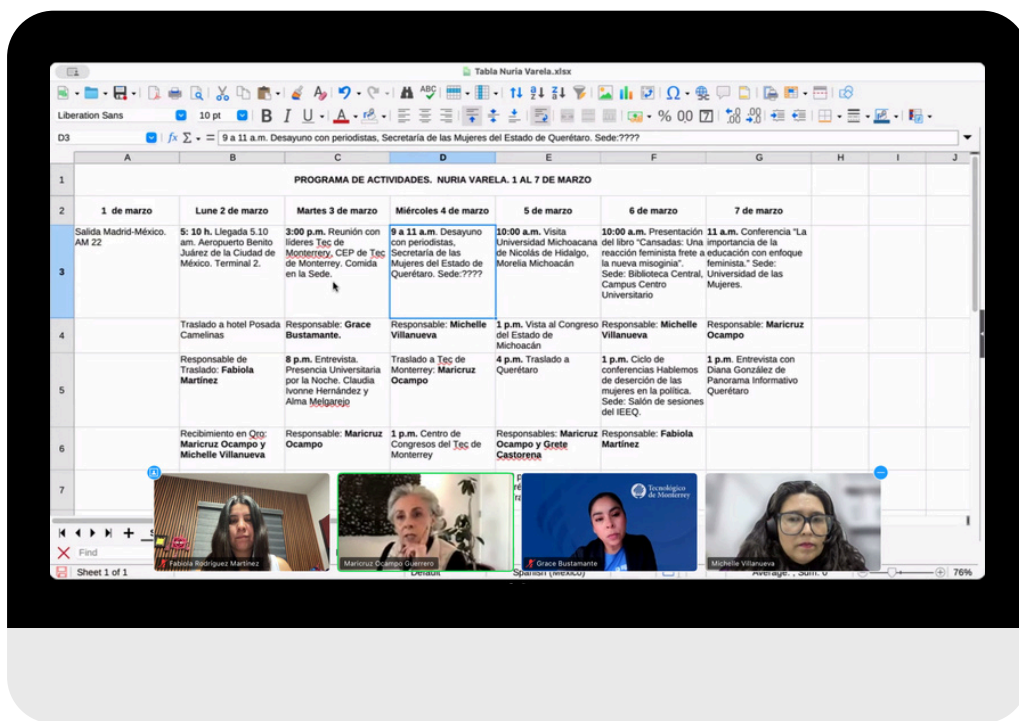 Tabla Nuria Varela.xlsx
Liberation Sans
10 pt
D3
9 a 11 a.m. Desayuno con periodistas, Secretaría de las Mujeres del Estado de Querétaro. Sede:????
A B C D E F G H I J
1
PROGRAMA DE ACTIVIDADES. NURIA VARELA. 1 AL 7 DE MARZO
2
1 de marzo
Lune 2 de marzo
Martes 3 de marzo
Miércoles 4 de marzo
5 de marzo
6 de marzo
7 de marzo
3
Salida Madrid-México.
AM 22
5: 10 h. Llegada 5.10
am. Aeropuerto Benito
Juárez de la Ciudad de
México. Terminal 2.
3:00 p.m. Reunión con
líderes Tec de
Monterrery, CEP de Tec
de Monterrey. Comida
en la Sede.
9 a 11 a.m. Desayuno
con periodistas,
Secretaría de las
Mujeres del Estado de
Querétaro. Sede:????
10:00 a.m. Visita
Universidad Michoacana
de Nicolás de Hidalgo,
Morelia Michoacán
10:00 a.m. Presentación
del libro "Cansadas: Una
reacción feminista frete a
la nueva misoginia".
Sede: Biblioteca Central,
Campus Centro
Universitario
11 a.m. Conferencia "La
importancia de la
educación con enfoque
feminista." Sede:
Universidad de las
Mujeres.
4
Traslado a hotel Posada
Camelinas
Responsable: Grace
Bustamante.
Responsable: Michelle
Villanueva
1 p.m. Vista al Congreso
del Estado de
Michoacán
Responsable: Michelle
Villanueva
Responsable: Maricruz
Ocampo
5
Responsable de
Traslado: Fabiola
Martínez
8 p.m. Entrevista.
Presencia Universitaria
por la Noche. Claudia
Ivonne Hernández y
Alma Melgarejo
Traslado a Tec de
Monterrey: Maricruz
Ocampo
4 p.m. Traslado a
Querétaro
1 p.m. Ciclo de
conferencias Hablemos
de deserción de las
mujeres en la política.
Sede: Salón de sesiones
del IEEQ.
1 p.m. Entrevista con
Diana González de
Panorama Informativo
Querétaro
6
Recibimiento en Qro:
Maricruz Ocampo y
Michelle Villanueva
Responsable: Maricruz
Ocampo
1 p.m. Centro de
Congresos del Tec de
Monterrey
Responsables: Maricruz
Ocampo y Grete
Castorena
Responsable: Fabiola
Martínez
7
Tecnológico
de Monterrey
Fabiola Rodríguez Martínez
Maricruz Ocampo Guerrero
Grace Bustamante
Michelle Villanueva
Find
Sheet 1 of 1
Default
Spanish (Mexico)
Average: ; Sum: 0
76%